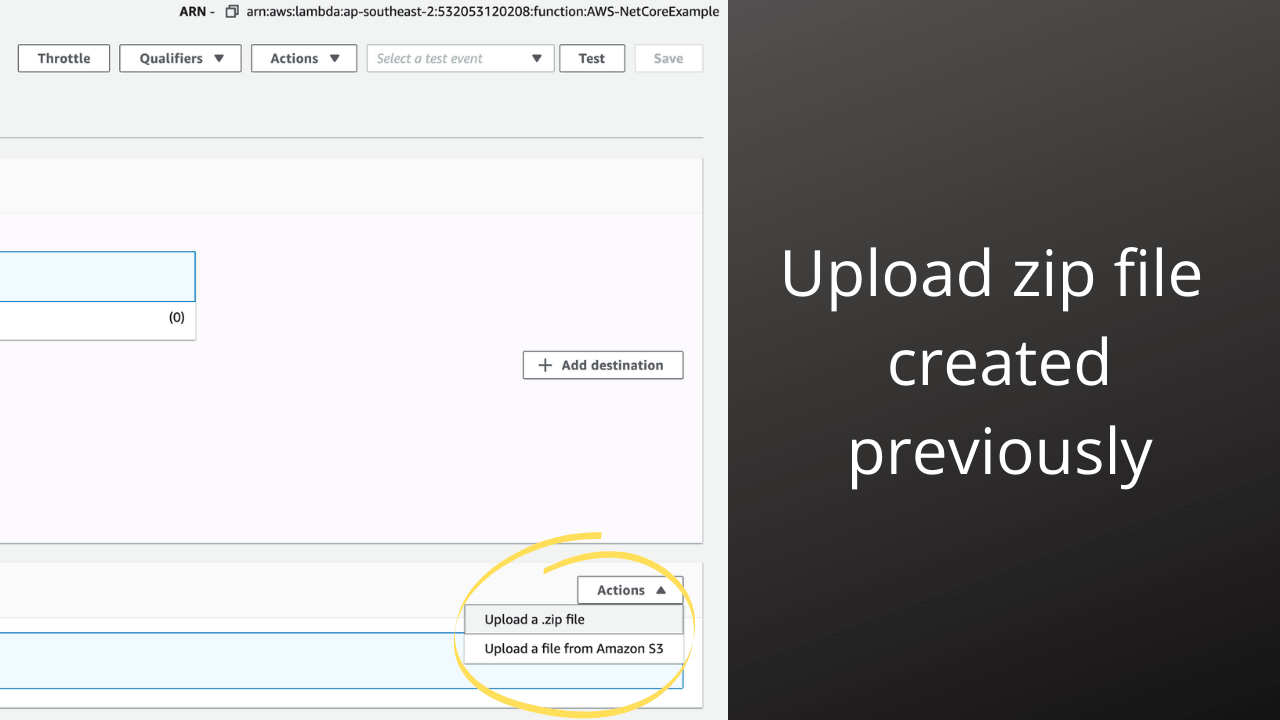 ARN - arn:aws:lambda:ap-southeast-2:532053120208:function:AWS-NetCoreExample
Throttle Qualifiers Actions Select a test event Test Save
(0)
Add destination
Actions
Upload a .zip file
Upload a file from Amazon S3
Upload zip file
created
previously